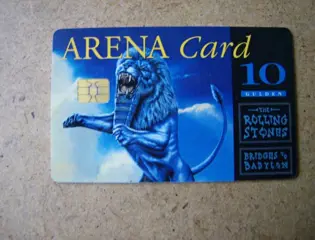 ARENA Card
10
GULDEN
THE
ROLLING
STONES
BRIDGES TO
BABYLON